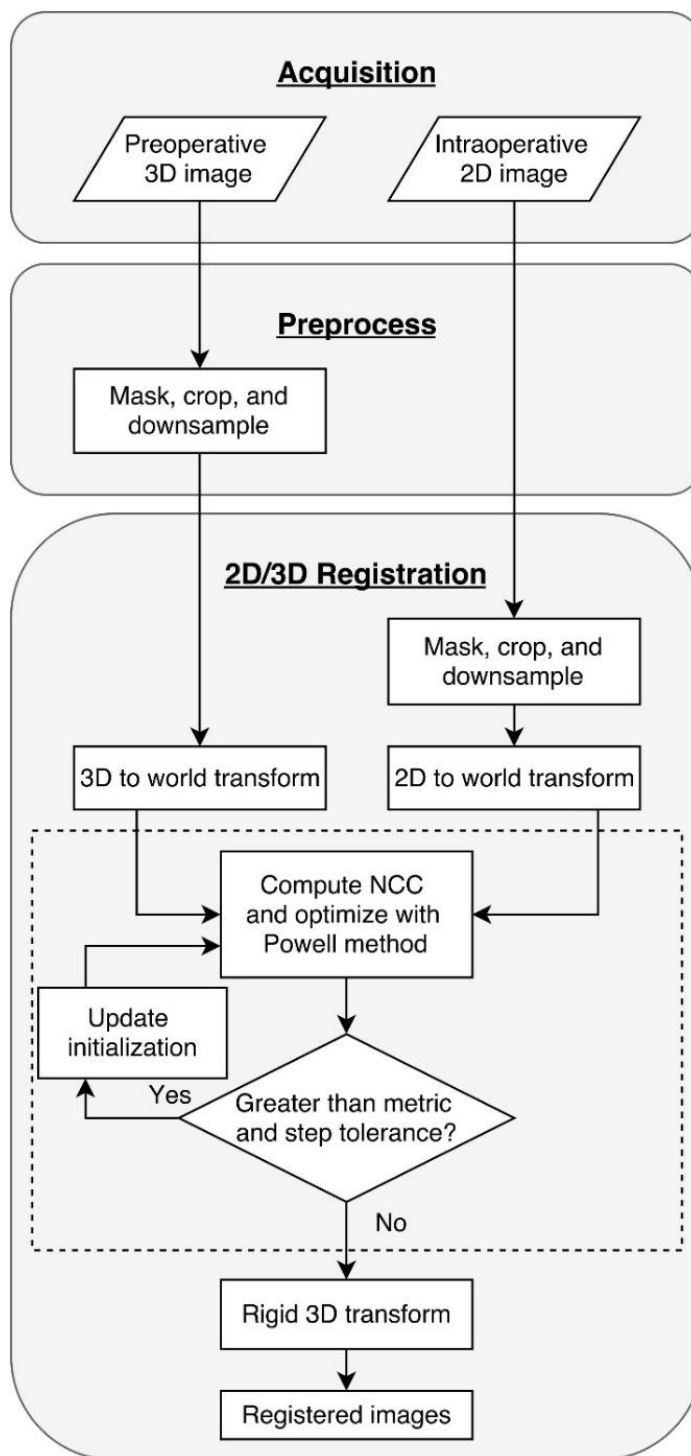 Acquisition
Preoperative
3D image
Intraoperative
2D image
Preprocess
Mask, crop, and
downsample
2D/3D Registration
Mask, crop, and
downsample
3D to world transform
2D to world transform
Compute NCC
and optimize with
Powell method
Update
initialization
Yes
Greater than metric
and step tolerance?
No
Rigid 3D transform
Registered images